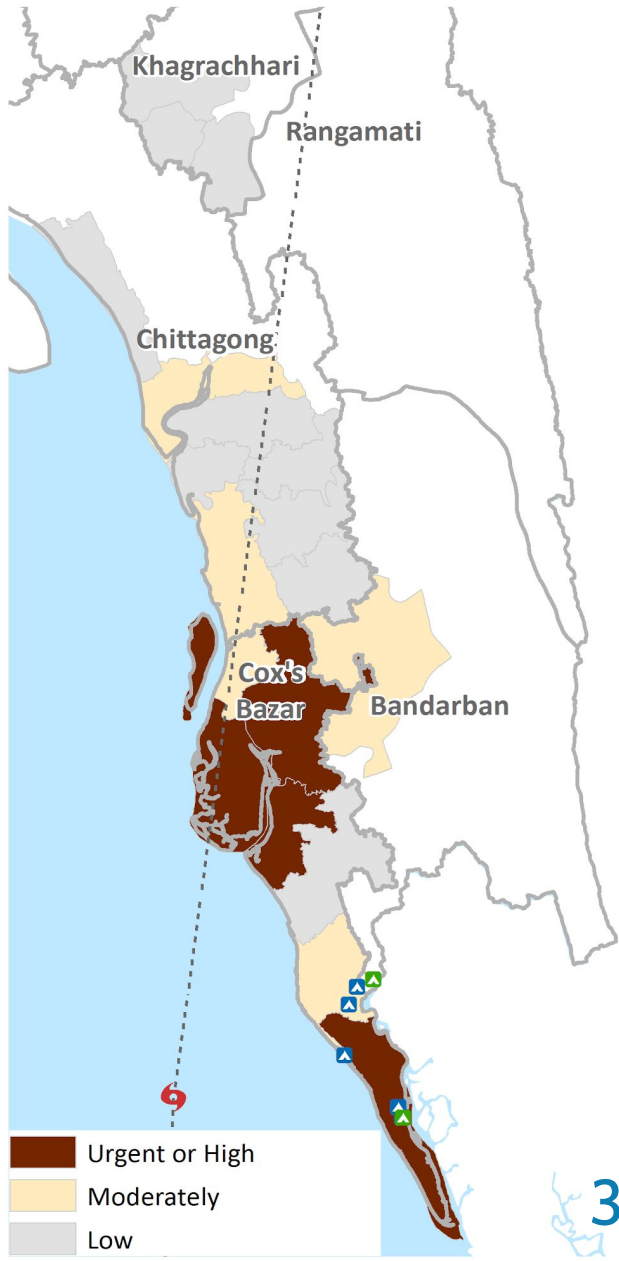 Khagrachhari
Rangamati
Chittagong
Cox's
Bazar
Bandarban
Urgent or High
Moderately
Low
3